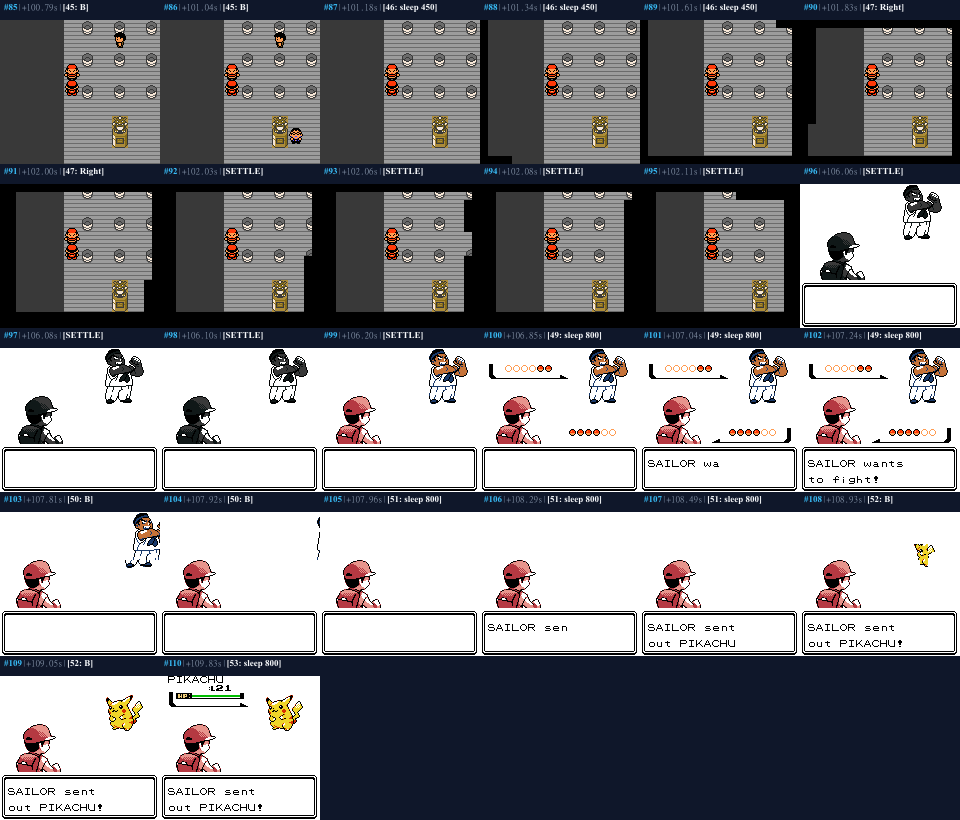 #85 | +100.79s | [45: B]
#86 | +101.04s | [45: B]
#87 | +101.18s | [46: sleep 450]
#88 | +101.34s | [46: sleep 450]
#89 | +101.61s | [46: sleep 450]
#90 | +101.83s | [47: Right]
#91 | +102.00s | [47: Right]
#92 | +102.03s | [SETTLE]
#93 | +102.06s | [SETTLE]
#94 | +102.08s | [SETTLE]
#95 | +102.11s | [SETTLE]
#96 | +106.06s | [SETTLE]
#97 | +106.08s | [SETTLE]
#98 | +106.10s | [SETTLE]
#99 | +106.20s | [SETTLE]
#100 | +106.85s | [49: sleep 800]
#101 | +107.04s | [49: sleep 800]
SAILOR wa
#102 | +107.24s | [49: sleep 800]
SAILOR wants
to fight!
#103 | +107.81s | [50: B]
#104 | +107.92s | [50: B]
#105 | +107.96s | [51: sleep 800]
#106 | +108.29s | [51: sleep 800]
SAILOR sen
#107 | +108.49s | [51: sleep 800]
SAILOR sent
out PIKACHU
#108 | +108.93s | [52: B]
SAILOR sent
out PIKACHU!
#109 | +109.05s | [52: B]
SAILOR sent
out PIKACHU!
#110 | +109.83s | [53: sleep 800]
PIKACHU
:L21
HP:
SAILOR sent
out PIKACHU!